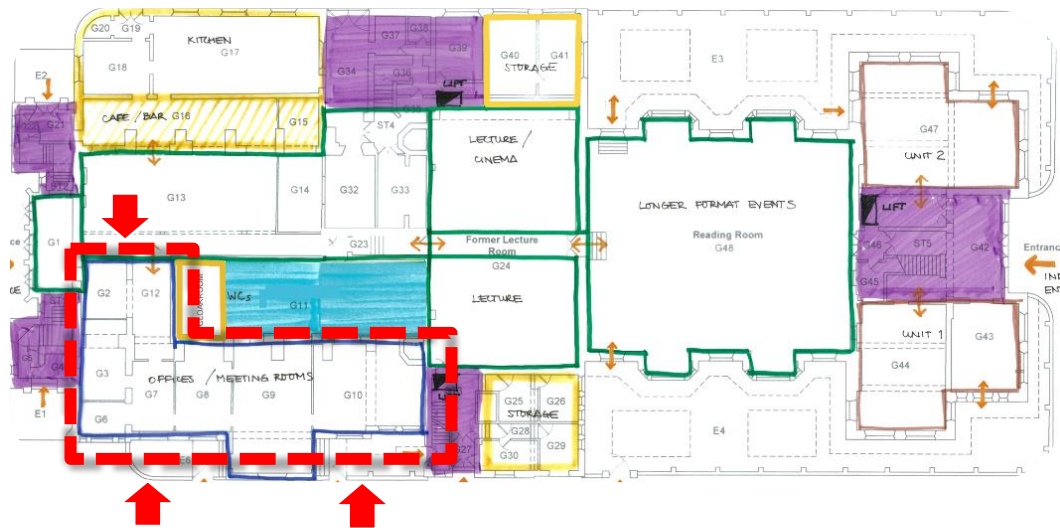 G20
G19
KITCHEN
G17
G18
E2
G21
CAFE / BAR
G16
G15
G37
G38
G39
G34
G36
LIFT
G40
G41
STORAGE
E3
ST4
LECTURE /
CINEMA
G47
UNIT 2
G13
G14
G32
G33
G1
G23
Former Lecture
Room
G24
LONGER FORMAT EVENTS
Reading Room
G48
LIFT
G46
ST5
G42
G45
Entranc
G2
G12
WCs
G11
LECTURE
G3
OFFICES / MEETING ROOMS
G7
G8
G9
G10
G6
E1
E6
G27
G25
G26
STORAGE
G28
G29
G30
E4
UNIT 1
G43
G44